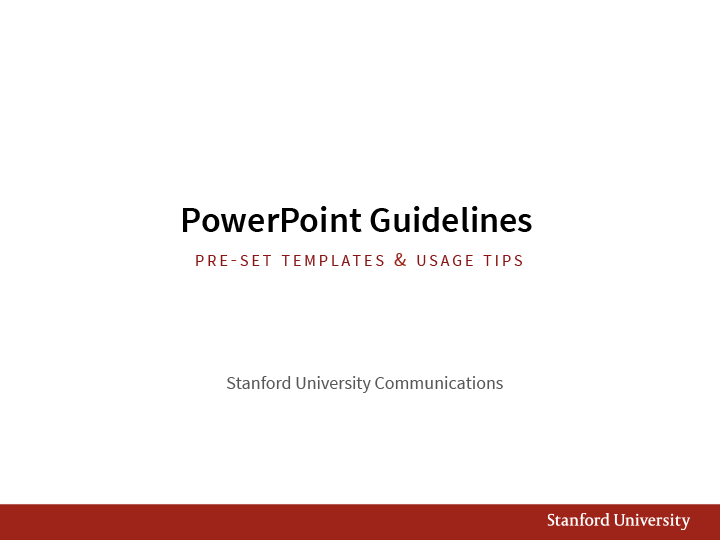 PowerPoint Guidelines
PRE-SET TEMPLATES & USAGE TIPS
Stanford University Communications
Stanford University